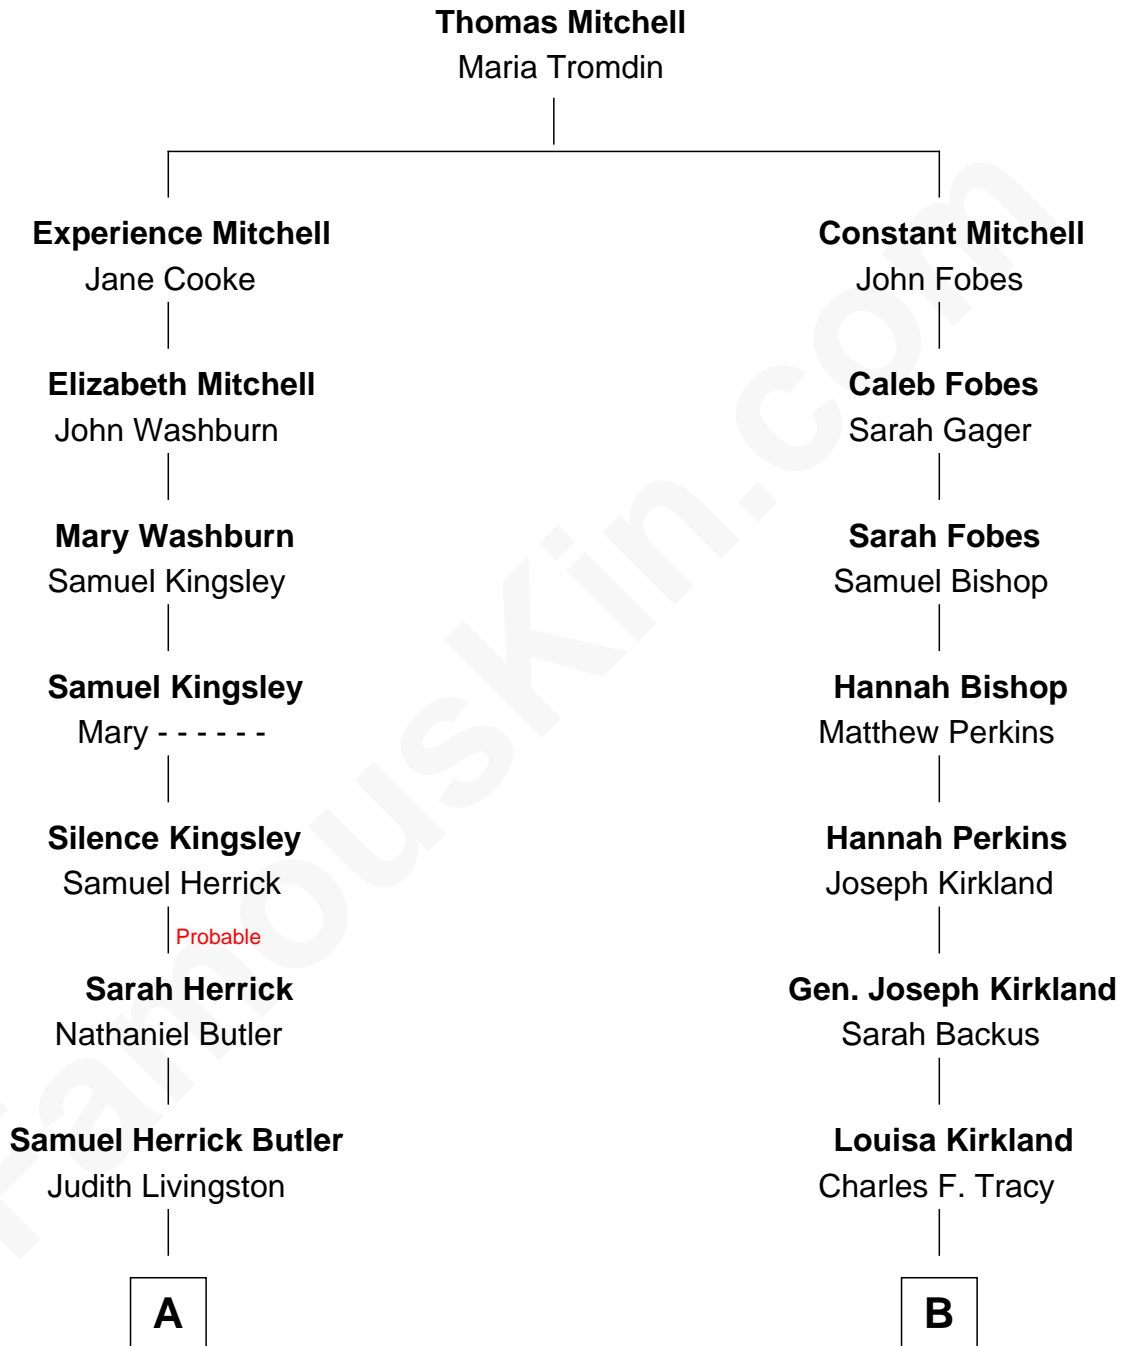 Thomas Mitchell
Maria Tromdin
Experience Mitchell
Jane Cooke
Constant Mitchell
John Fobes
Elizabeth Mitchell
John Washburn
Caleb Fobes
Sarah Gager
Mary Washburn
Samuel Kingsley
Sarah Fobes
Samuel Bishop
Samuel Kingsley
Mary - - - - - -
Hannah Bishop
Matthew Perkins
Silence Kingsley
Samuel Herrick
Hannah Perkins
Joseph Kirkland
Probable
Sarah Herrick
Nathaniel Butler
Gen. Joseph Kirkland
Sarah Backus
Samuel Herrick Butler
Judith Livingston
Louisa Kirkland
Charles F. Tracy
A
B
FamousKin.com